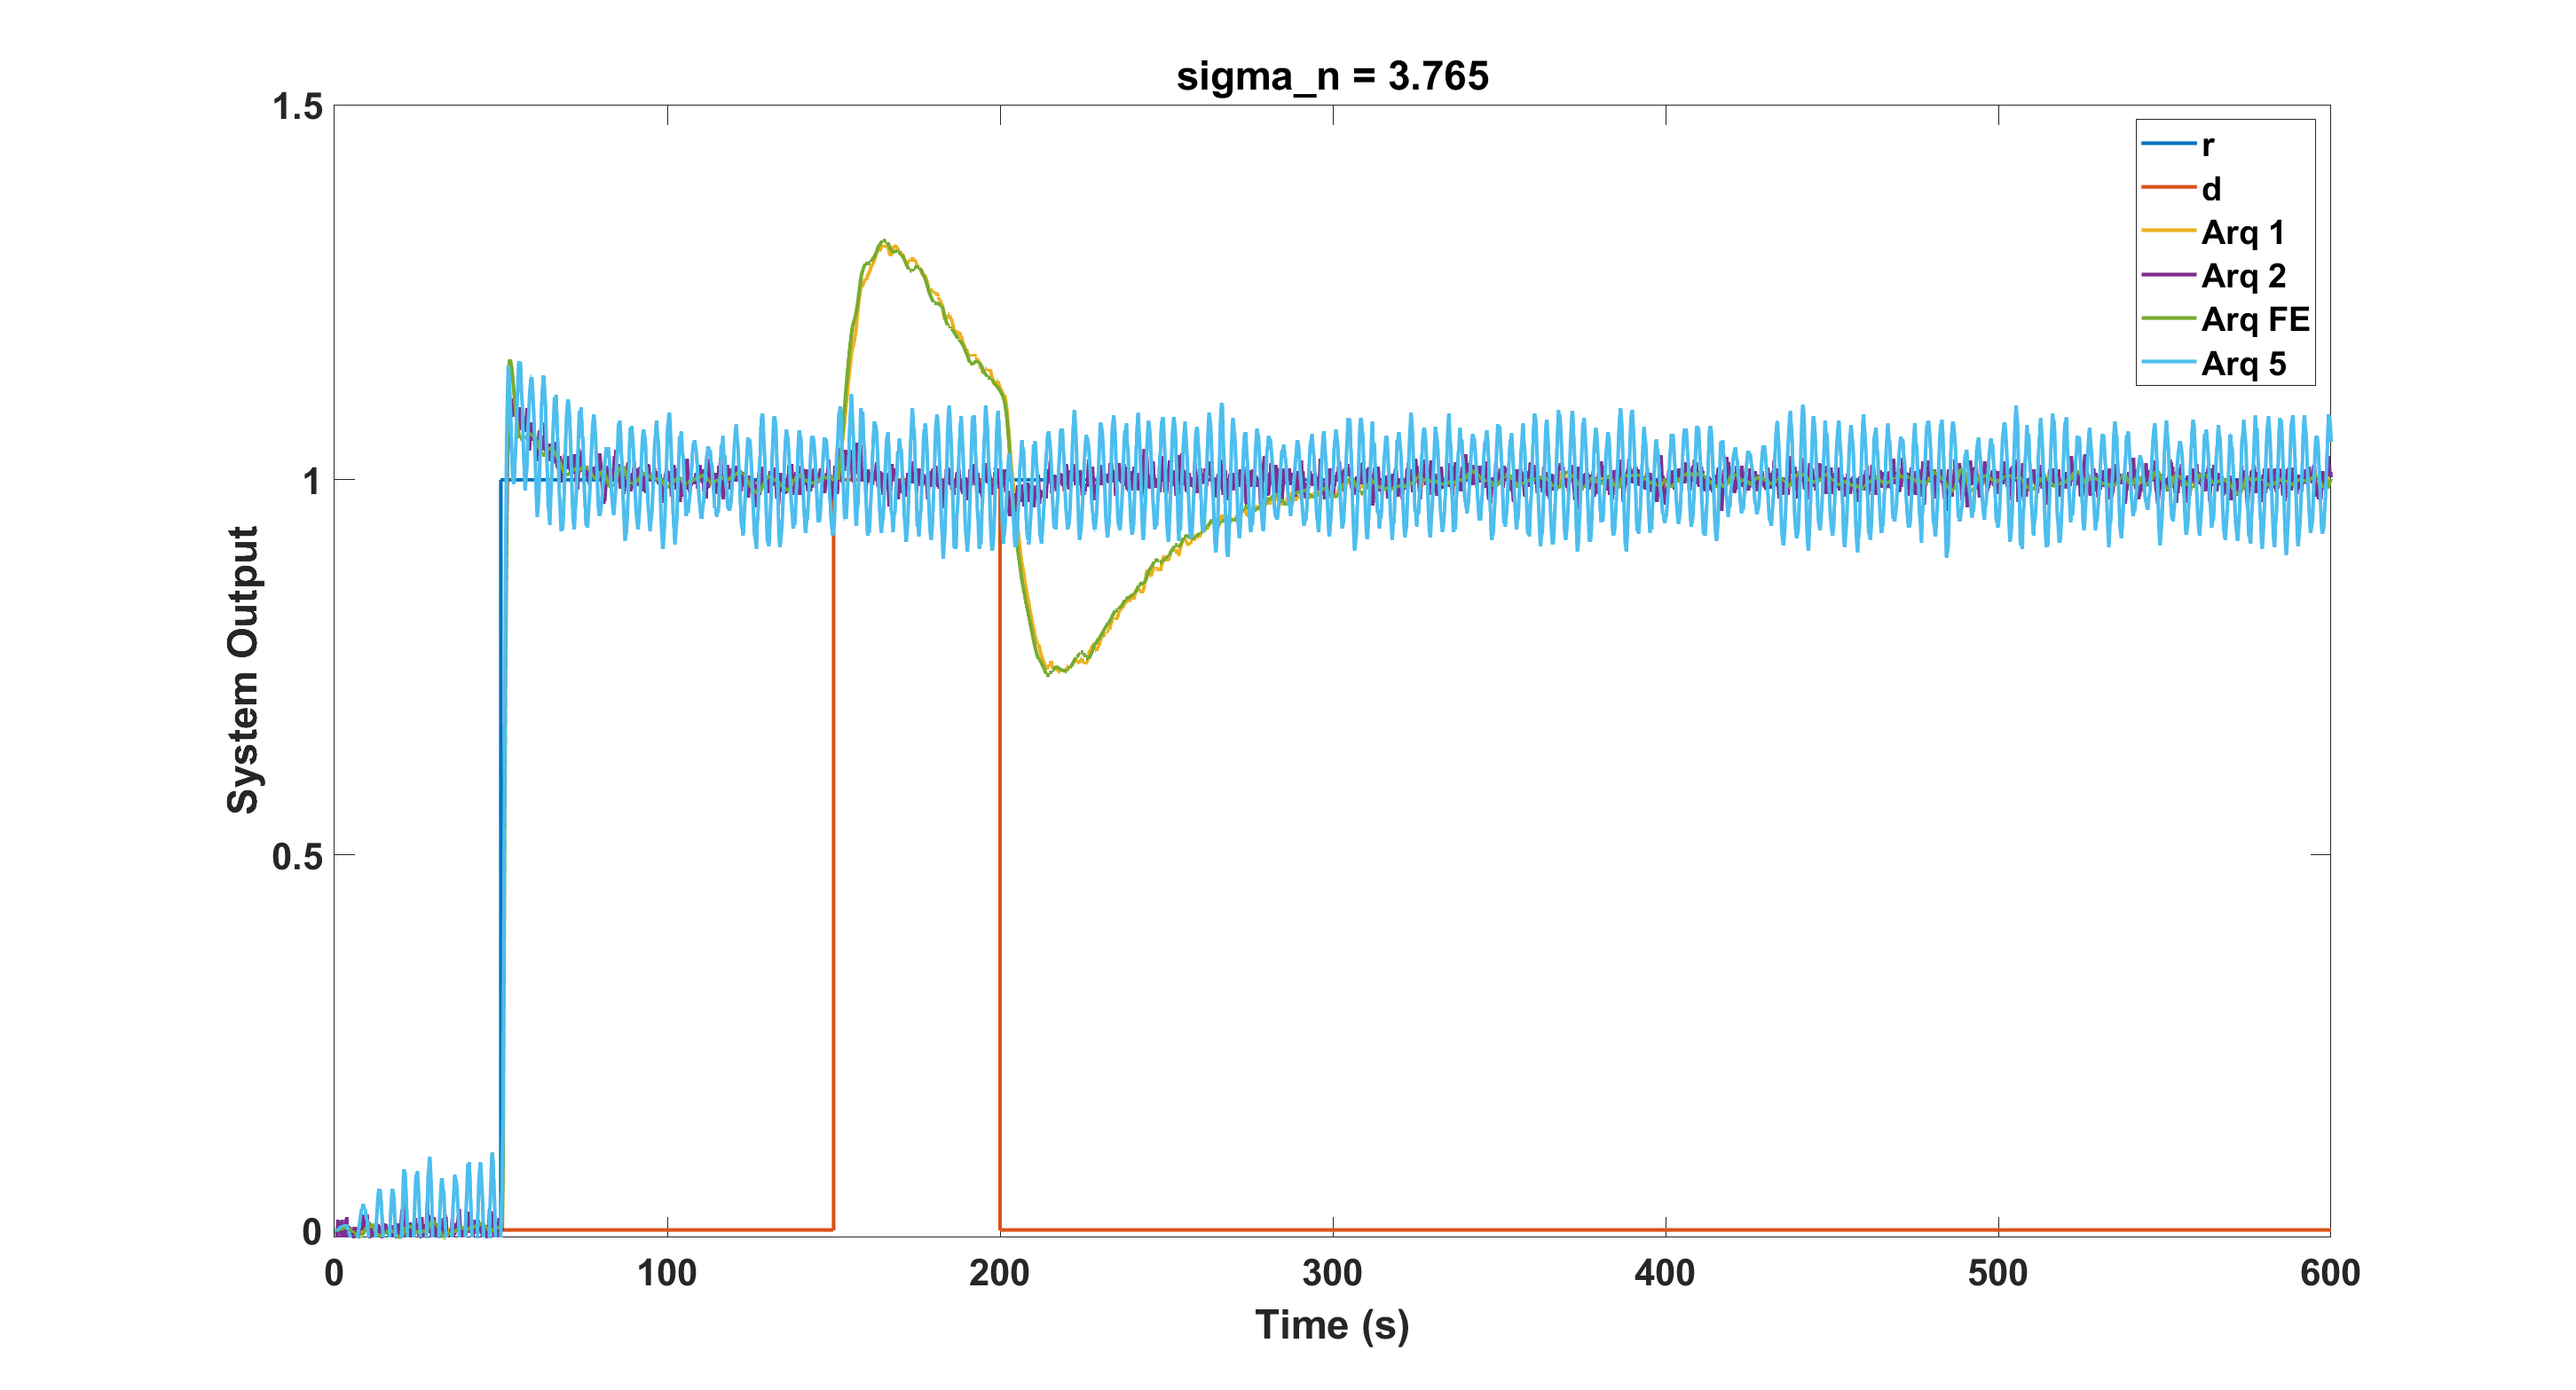 sigma_n = 3.765
1.5
1
0.5
0
System Output
r
d
Arq 1
Arq 2
Arq FE
Arq 5
0 100 200 300 400 500 600
Time (s)